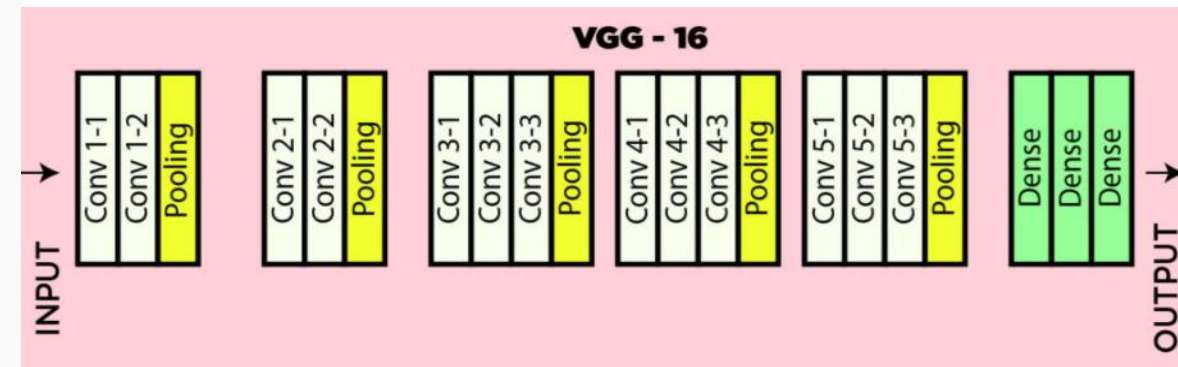 VGG - 16
INPUT
Conv 1-1
Conv 1-2
Pooling
Conv 2-1
Conv 2-2
Pooling
Conv 3-1
Conv 3-2
Conv 3-3
Pooling
Conv 4-1
Conv 4-2
Conv 4-3
Pooling
Conv 5-1
Conv 5-2
Conv 5-3
Pooling
Dense
Dense
Dense
OUTPUT